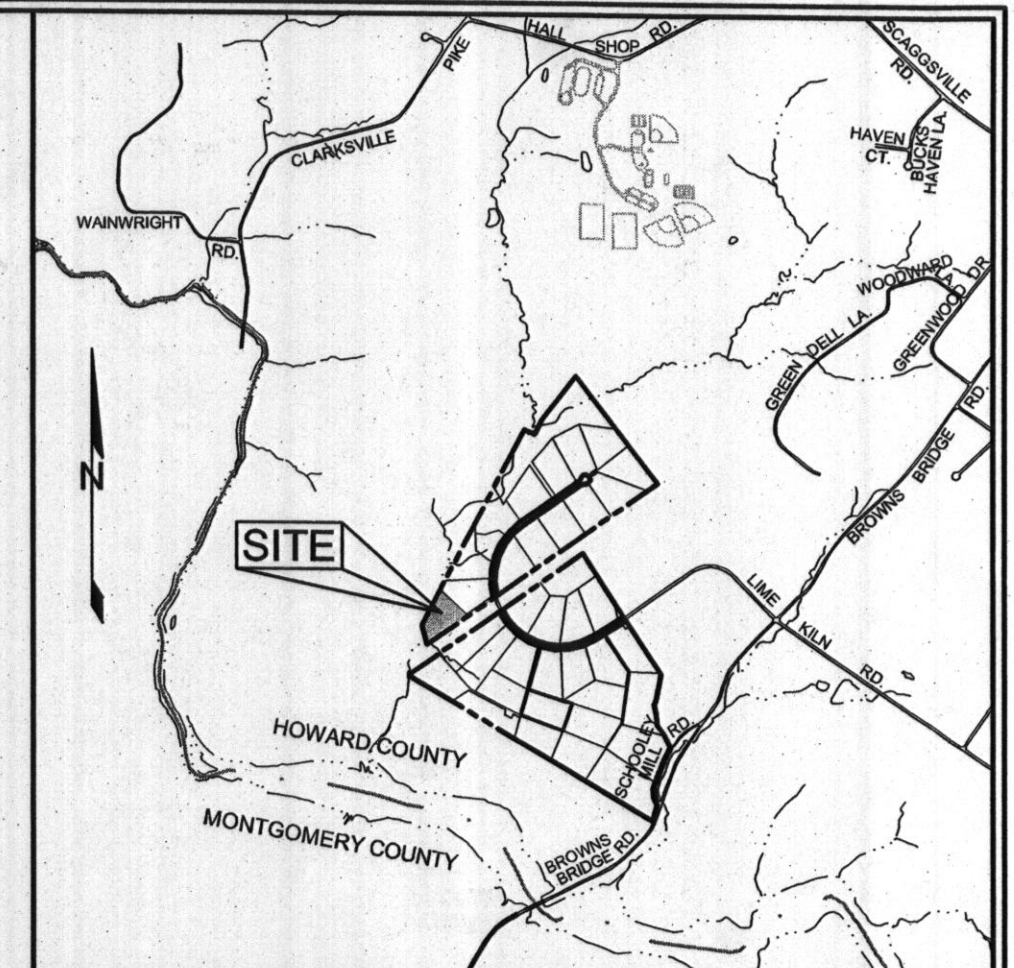 HALL SHOP RD.
PIKE
CLARKSVILLE
SCAGGSVILLE
RD.
HAVEN
CT.
BUCKS
HAVEN LA.
WAINWRIGHT
RD.
WOODWARD
LA.
GREENWOOD DR
GREEN DELL LA.
RD.
BRIDGE
BROWNS
N
SITE
LIME
KILN
RD.
HOWARD COUNTY
SCHOOLEY
MILL RD.
MONTGOMERY COUNTY
BROWNS
BRIDGE RD.